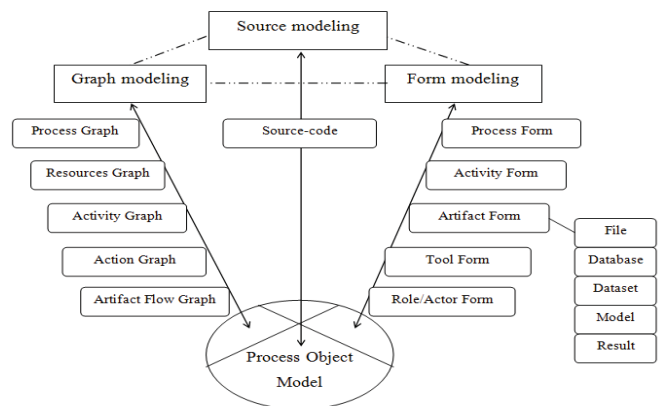 Source modeling
Graph modeling
Form modeling
Process Graph
Source-code
Process Form
Resources Graph
Activity Form
Activity Graph
Artifact Form
File
Action Graph
Tool Form
Database
Dataset
Artifact Flow Graph
Role/Actor Form
Model
Result
Process Object
Model